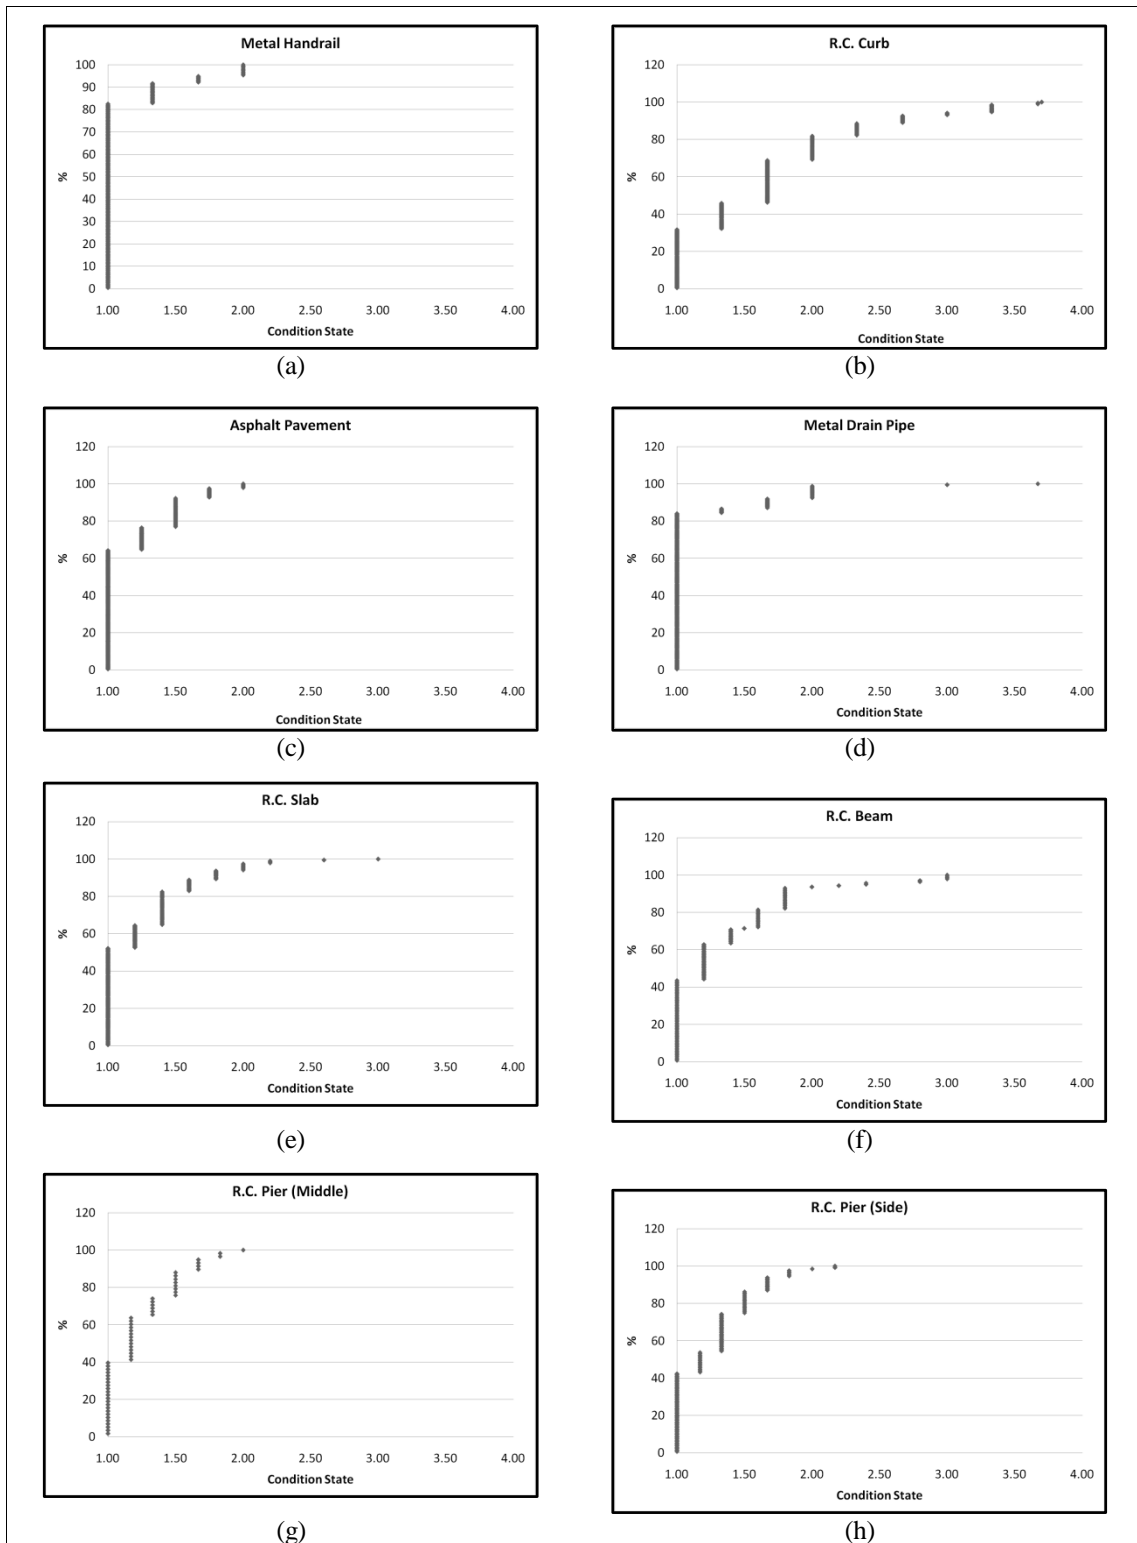 Metal Handrail
100
90
80
70
60
50
40
30
20
10
0
%
1.00 1.50 2.00 2.50 3.00 3.50 4.00
Condition State
(a)
R.C. Curb
120
100
80
60
40
20
0
%
1.00 1.50 2.00 2.50 3.00 3.50 4.00
Condition State
(b)
Asphalt Pavement
120
100
80
60
40
20
0
%
1.00 1.50 2.00 2.50 3.00 3.50 4.00
Condition State
(c)
Metal Drain Pipe
120
100
80
60
40
20
0
%
1.00 1.50 2.00 2.50 3.00 3.50 4.00
Condition State
(d)
R.C. Slab
120
100
80
60
40
20
0
%
1.00 1.50 2.00 2.50 3.00 3.50 4.00
Condition State
(e)
R.C. Beam
120
100
80
60
40
20
0
%
1.00 1.50 2.00 2.50 3.00 3.50 4.00
Condition State
(f)
R.C. Pier (Middle)
120
100
80
60
40
20
0
%
1.00 1.50 2.00 2.50 3.00 3.50 4.00
Condition State
(g)
R.C. Pier (Side)
120
100
80
60
40
20
0
%
1.00 1.50 2.00 2.50 3.00 3.50 4.00
Condition State
(h)